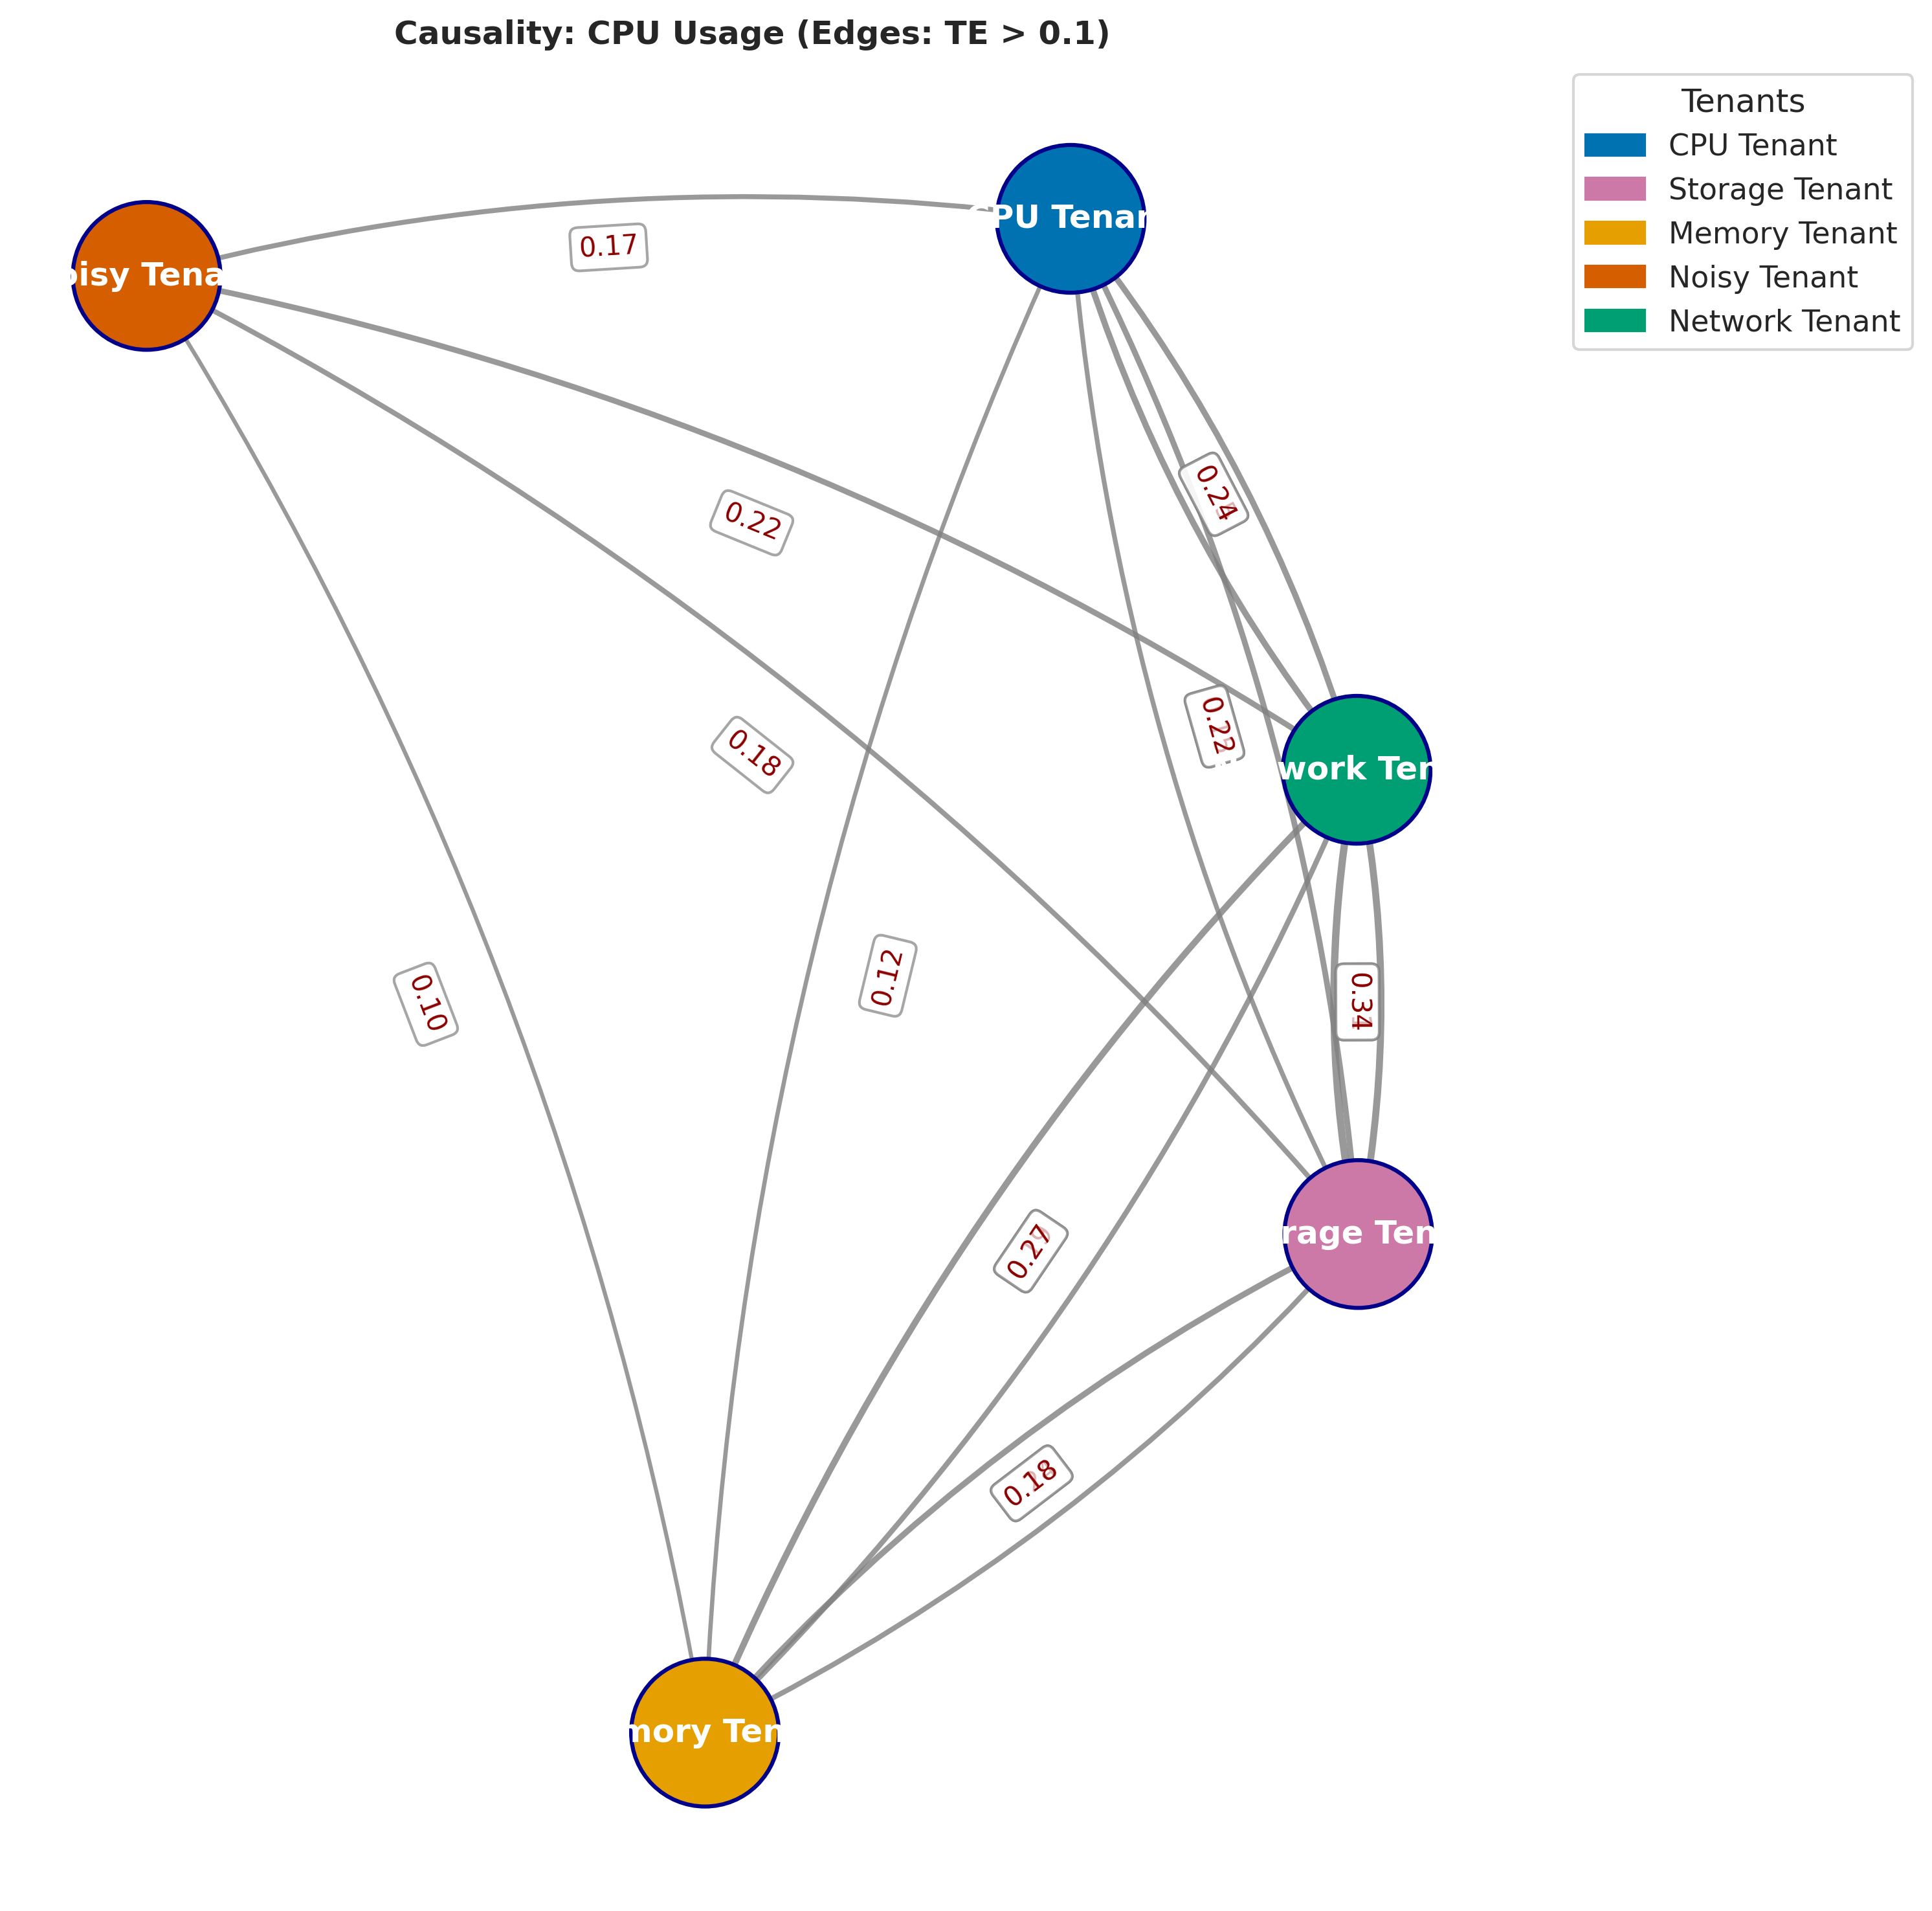 Causality: CPU Usage (Edges: TE > 0.1)
Tenants
CPU Tenant
Storage Tenant
Memory Tenant
Noisy Tenant
Network Tenant
PU Tenan
oisy Tena
0.17
0.24
0.22
0.22
0.18
work Ten
0.12
0.10
0.34
rage Ten
0.27
0.18
mory Ten